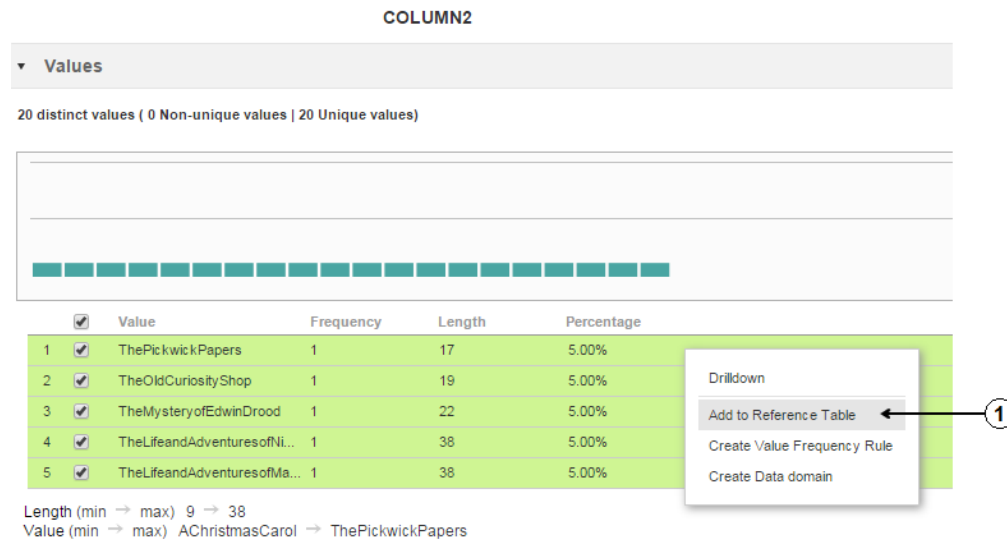 COLUMN2
Values
20 distinct values ( 0 Non-unique values | 20 Unique values)
Value Frequency Length Percentage
1 ThePickwickPapers 1 17 5.00%
2 TheOldCuriosityShop 1 19 5.00%
3 TheMysteryofEdwinDrood 1 22 5.00%
4 TheLifeandAdventuresofNi... 1 38 5.00%
5 TheLifeandAdventuresofMa... 1 38 5.00%
Drilldown
Add to Reference Table 1
Create Value Frequency Rule
Create Data domain
Length (min → max) 9 → 38
Value (min → max) AChristmasCarol → ThePickwickPapers